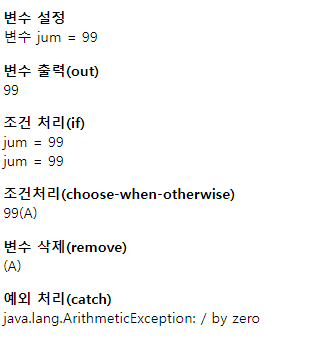 변수 설정
변수 jum = 99
변수 출력(out)
99
조건 처리(if)
jum = 99
jum = 99
조건처리(choose-when-otherwise)
99(A)
변수 삭제(remove)
(A)
예외 처리(catch)
java.lang.ArithmeticException: / by zero